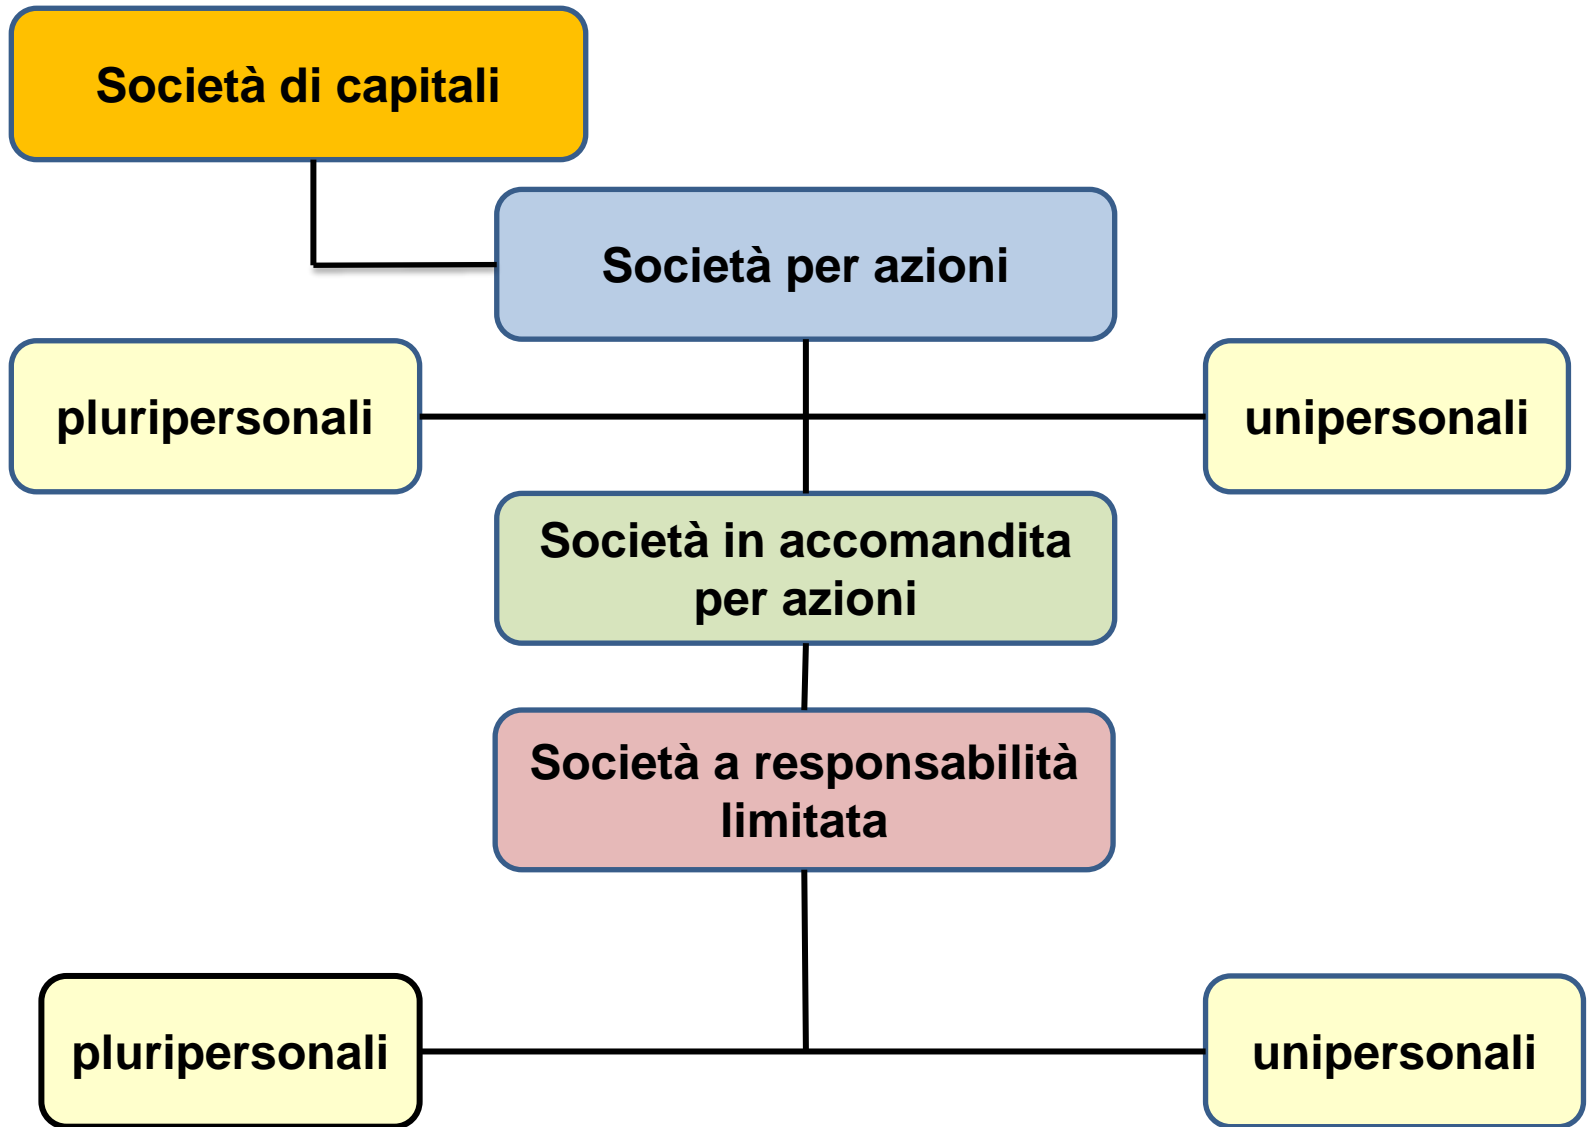 Società di capitali
Società per azioni
pluripersonali
unipersonali
Società in accomandita
per azioni
Società a responsabilità
limitata
pluripersonali
unipersonali